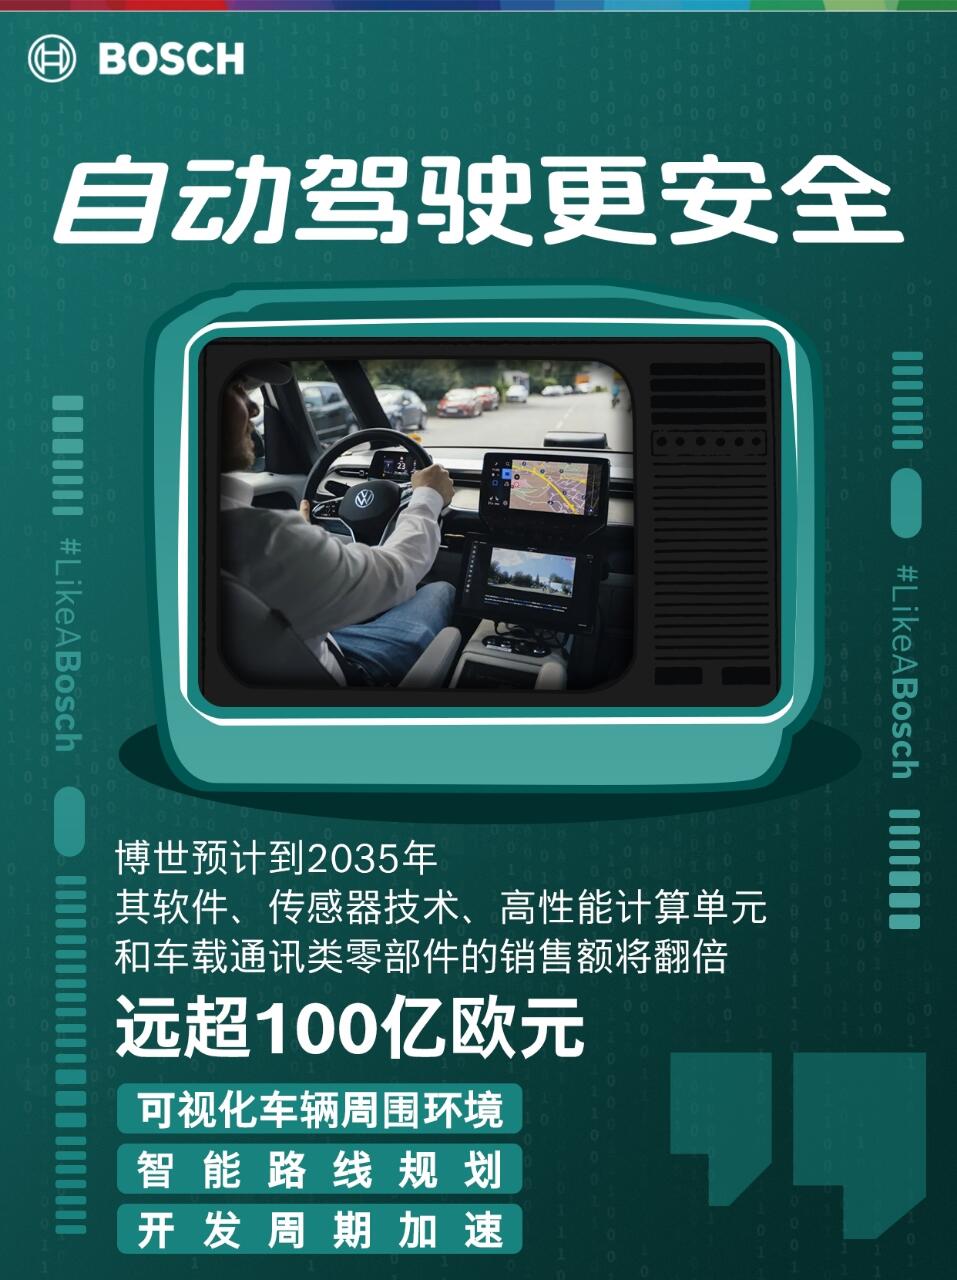 BOSCH
自动驾驶更安全
23
#LikeABosch
#LikeABosch
博世预计到2035年
其软件、传感器技术、高性能计算单元
和车载通讯类零部件的销售额将翻倍
远超100亿欧元
可视化车辆周围环境
智能路线规划
开发周期加速